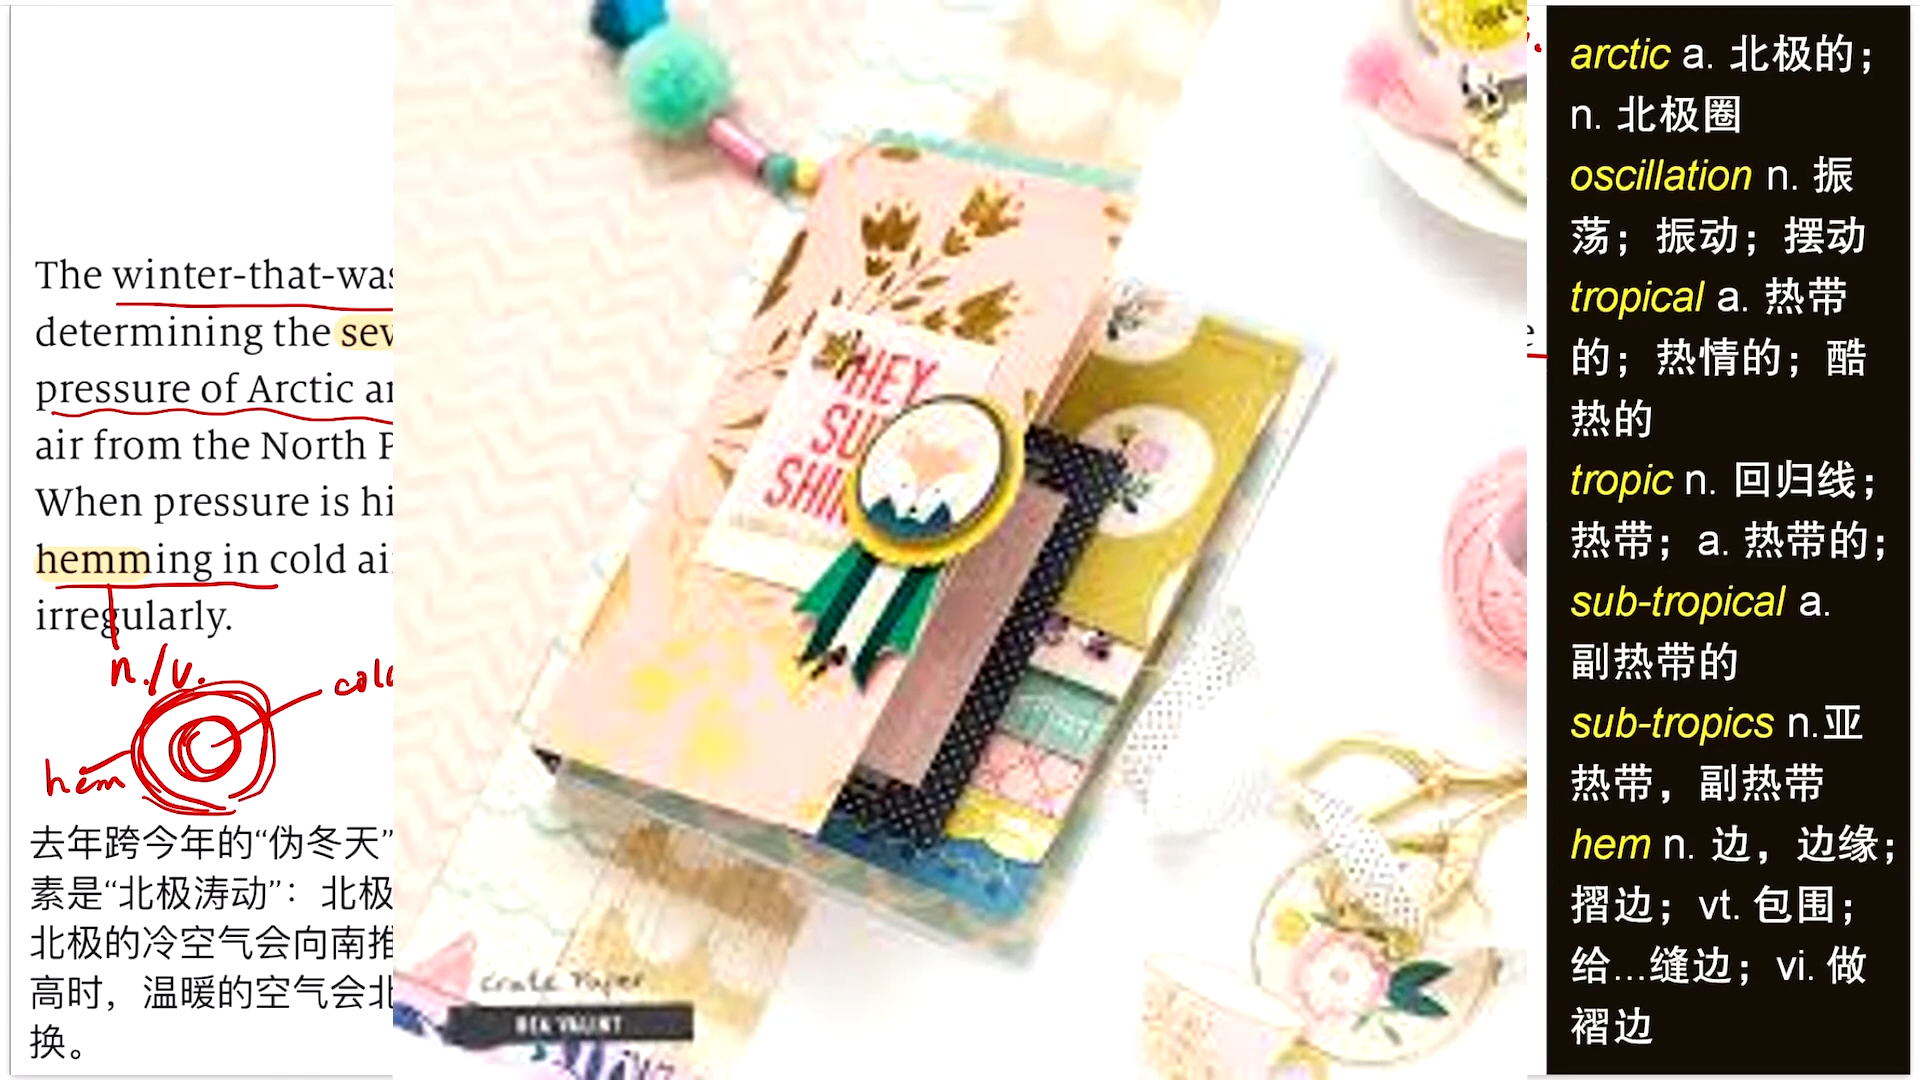 The winter-that-was
determining the sev
pressure of Arctic
air from the North
When pressure is hi
hemming in cold ai
irregularly.
n./v.
hem
去年跨今年的“伪冬天”
素是“北极涛动”：北极
北极的冷空气会向南推
高时，温暖的空气会北
换。
HEY
SU
SHIN
Crate Paper
arctic a. 北极的；
n. 北极圈
oscillation n. 振
荡；振动；摆动
tropical a. 热带
的；热情的；酷
热的
tropic n. 回归线；
热带；a. 热带的；
sub-tropical a.
副热带的
sub-tropics n.亚
热带，副热带
hem n. 边，边缘；
摺边；vt. 包围；
给...缝边；vi. 做
褶边